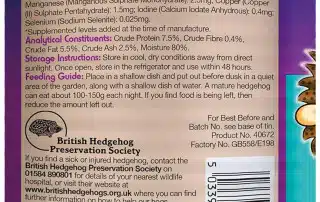 Manganese (Manganous Sulphate Monohydrate), 2.5mg; Copper (Copper
(II) Sulphate Pentahydrate): 1.5mg; Iodine (Calcium Iodate Anhydrous): 0.4mg;
Selenium (Sodium Selenite): 0.025mg.
*Supplemented levels added at the time of manufacture.
Analytical Constituents: Crude Protein 7.5%, Crude Fibre 0.4%,
Crude Fat 5.5%, Crude Ash 2.5%, Moisture 80%.
Storage Instructions: Store in cool, dry conditions away from direct
sunlight. Once open, store in the refrigerator and use within 48 hours.
Feeding Guide: Place in a shallow dish and put out before dusk in a quiet
area of the garden, along with a shallow dish of water. A mature hedgehog
can eat about 100-150g each night. If you find food is being left, then
reduce the amount left out.
British Hedgehog
Preservation Society
For Best Before and
Batch No. see base of tin.
Product No. 40672
Factory No. GB558/E198
If you find a sick or injured hedgehog, contact the
British Hedgehog Preservation Society on
01584 890801 for details of your nearest wildlife
hospital, or visit their website at
www.britishhedgehogs.org.uk where you can find
further information on how to help our hogs